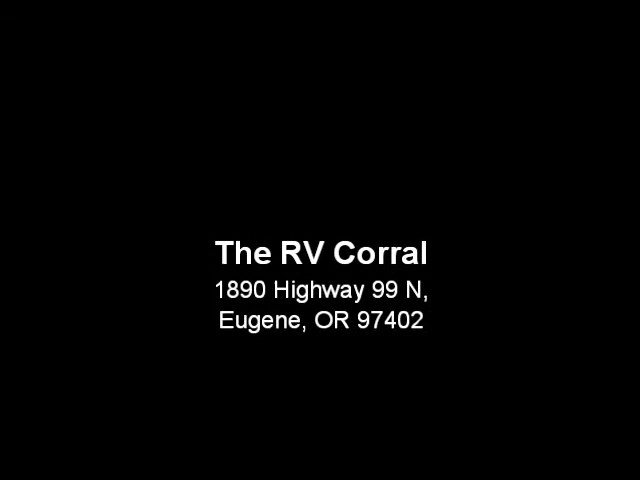 The RV Corral
1890 Highway 99 N,
Eugene, OR 97402